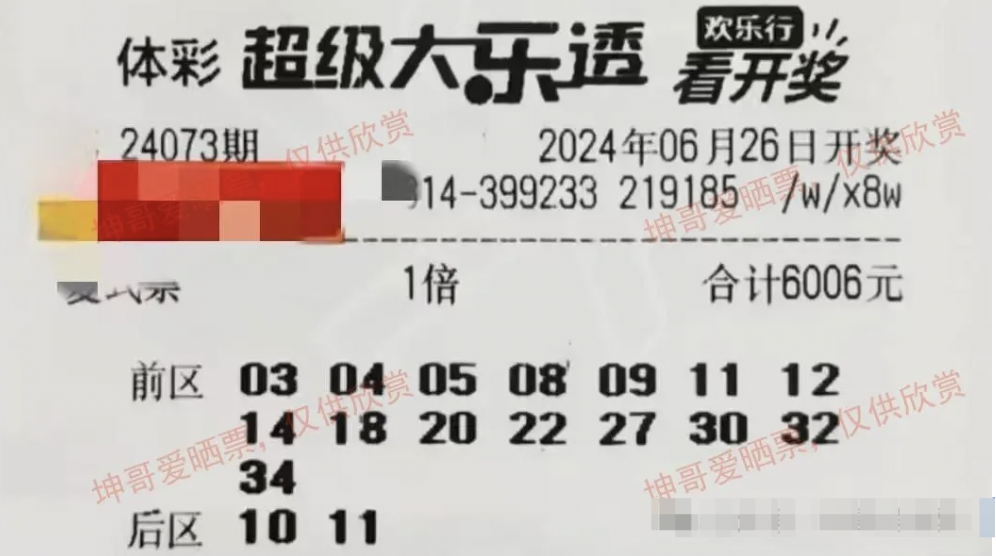 体彩 超级大乐透 欢乐行 看开奖
24073期 2024年06月26日开奖
14-399233 219185 /w/x8w
复式票 1倍 合计6006元
前区 03 04 05 08 09 11 12
14 18 20 22 27 30 32
34
后区 10 11
坤哥爱晒票,仅供欣赏
坤哥爱晒票,仅供欣赏
坤哥爱晒票,仅供欣赏
坤哥爱晒票,仅供欣赏